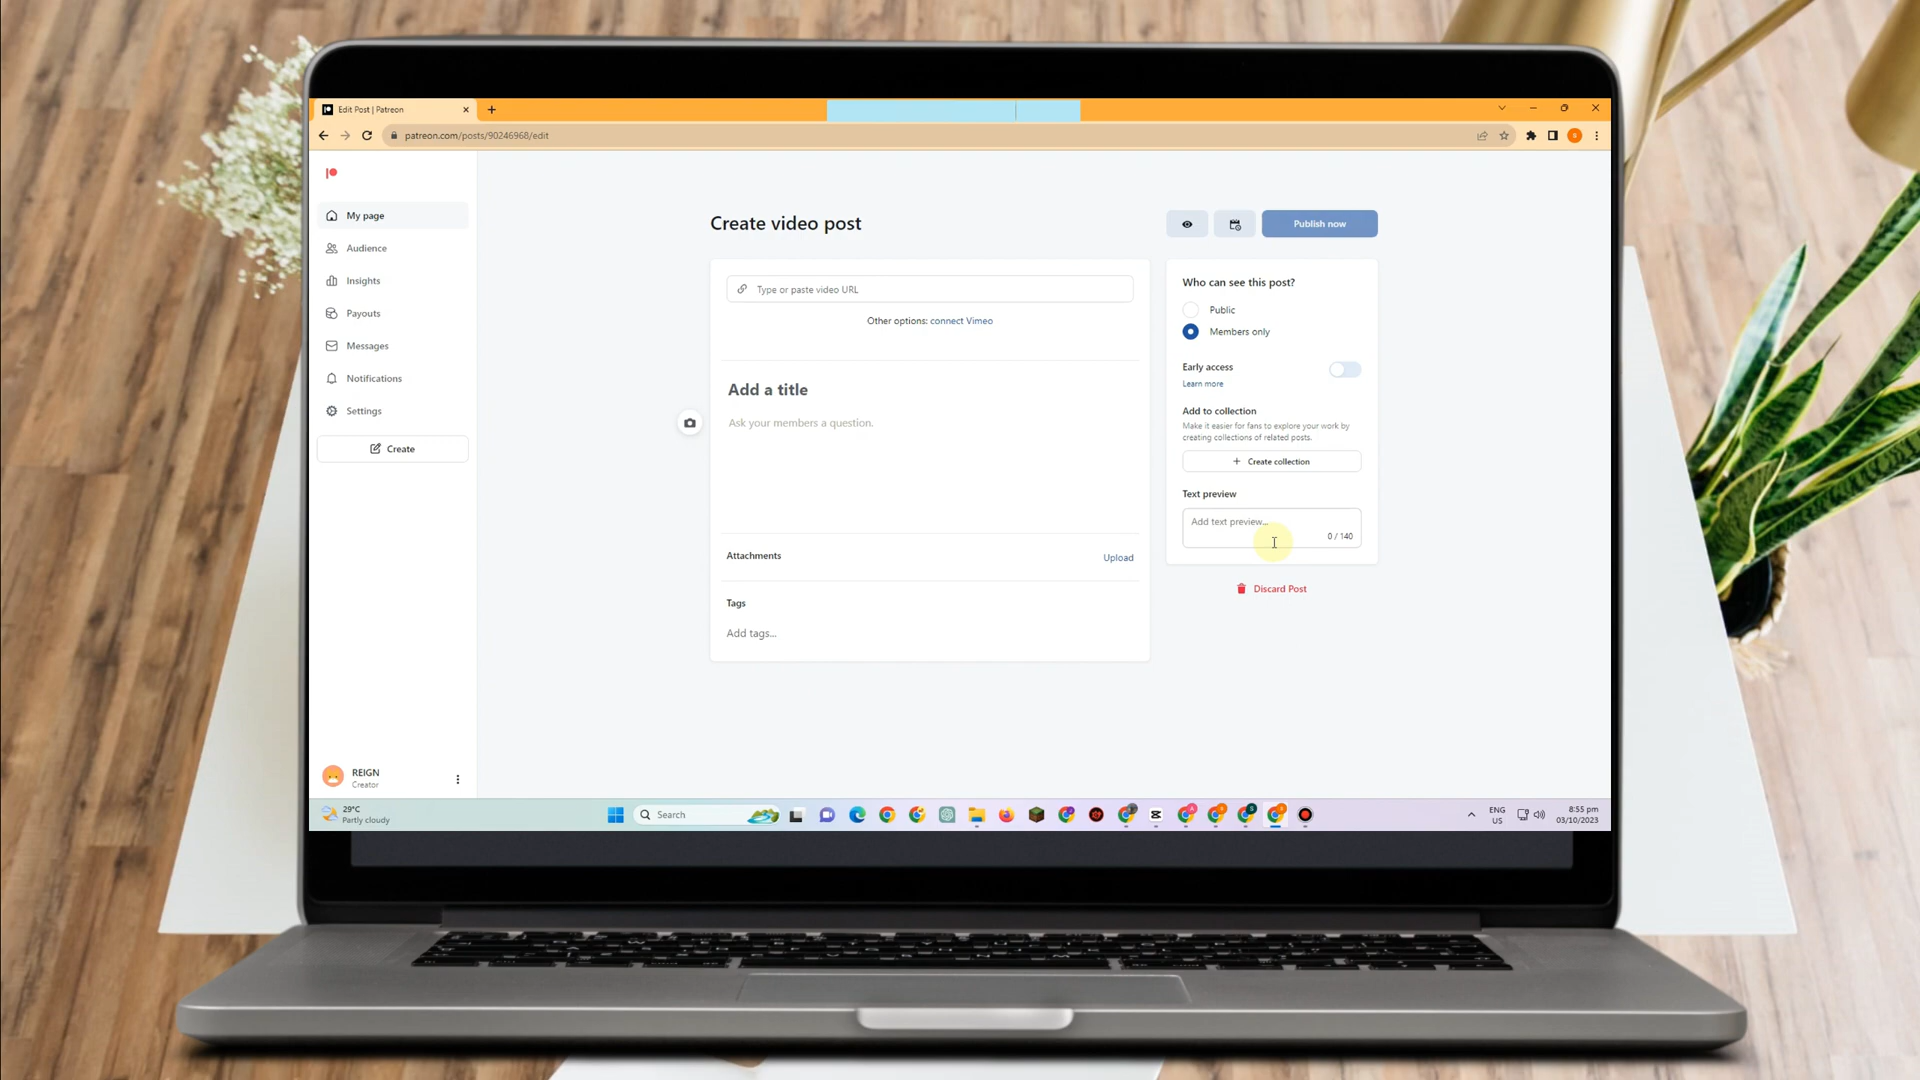 Edit Post | Patreon
patreon.com/posts/90246968/edit
S
My page
Audience
Insights
Payouts
Messages
Notifications
Settings
Create
REIGN
Creator
Create video post
Publish now
Type or paste video URL
Other options: connect Vimeo
Add a title
Ask your members a question.
Attachments
Upload
Tags
Add tags...
Who can see this post?
Public
Members only
Early access
Learn more
Add to collection
Make it easier for fans to explore your work by
creating collections of related posts.
+ Create collection
Text preview
Add text preview...
0 / 140
Discard Post
29°C
Partly cloudy
Search
ENG
US
8:55 pm
03/10/2023